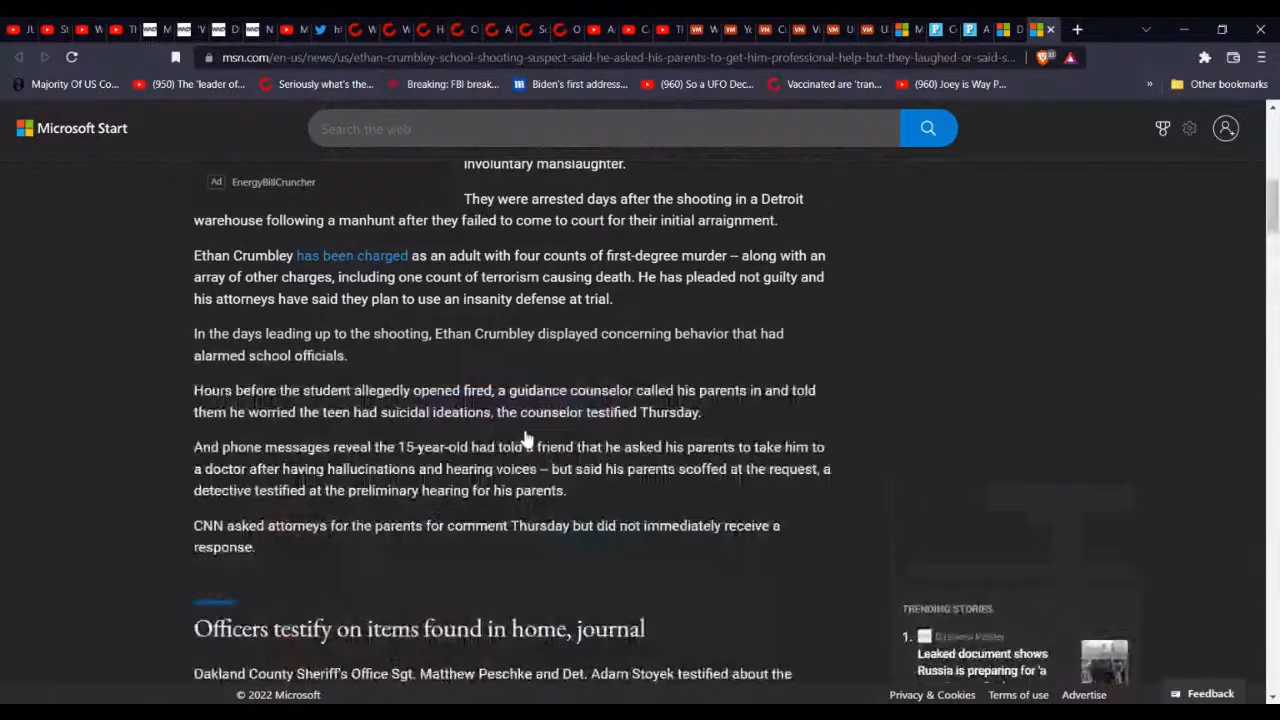 msn.com/en-us/news/us/ethan-crumbley-school-shooting-suspect-said-he-asked-his-parents-to-get-him-professional-help-but-they-laughed-or-said-s...
Majority Of US Co... (950) The 'leader of... Seriously what's the... Breaking: FBI break... Biden's first address... (960) So a UFO Dec... Vaccinated are 'tran... (960) Joey is Way P... » Other bookmarks
Microsoft Start Search the web
involuntary manslaughter.
Ad EnergyBillCruncher
They were arrested days after the shooting in a Detroit
warehouse following a manhunt after they failed to come to court for their initial arraignment.
Ethan Crumbley has been charged as an adult with four counts of first-degree murder – along with an
array of other charges, including one count of terrorism causing death. He has pleaded not guilty and
his attorneys have said they plan to use an insanity defense at trial.
In the days leading up to the shooting, Ethan Crumbley displayed concerning behavior that had
alarmed school officials.
Hours before the student allegedly opened fired, a guidance counselor called his parents in and told
them he worried the teen had suicidal ideations, the counselor testified Thursday.
And phone messages reveal the 15-year-old had told a friend that he asked his parents to take him to
a doctor after having hallucinations and hearing voices – but said his parents scoffed at the request, a
detective testified at the preliminary hearing for his parents.
CNN asked attorneys for the parents for comment Thursday but did not immediately receive a
response.
Officers testify on items found in home, journal
Oakland County Sheriff's Office Sgt. Matthew Peschke and Det. Adam Stoyek testified about the
TRENDING STORIES
1.
Leaked document shows
Russia is preparing for 'a
© 2022 Microsoft Privacy & Cookies Terms of use Advertise Feedback